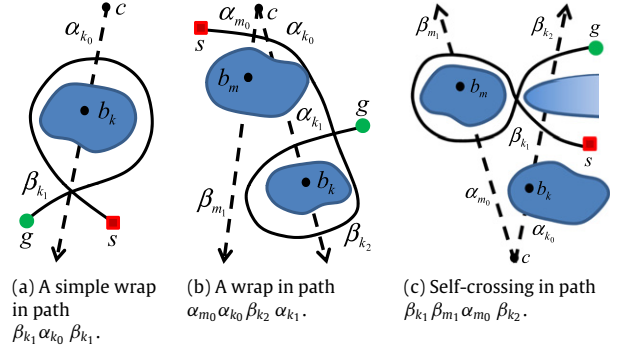 c
α_{k_0}
b_k
β_{k_1}
g
s
α_{m_0}
c
α_{k_0}
s
b_m
α_{k_1}
g
b_k
β_{m_1}
β_{k_2}
β_{m_1}
β_{k_2}
g
b_m
β_{k_1}
s
α_{m_0}
b_k
α_{k_0}
c
(a) A simple wrap
in path
β_{k_1} α_{k_0} β_{k_1}.
(b) A wrap in path
α_{m_0} α_{k_0} β_{k_2} α_{k_1}.
(c) Self-crossing in path
β_{k_1} β_{m_1} α_{m_0} β_{k_2}.